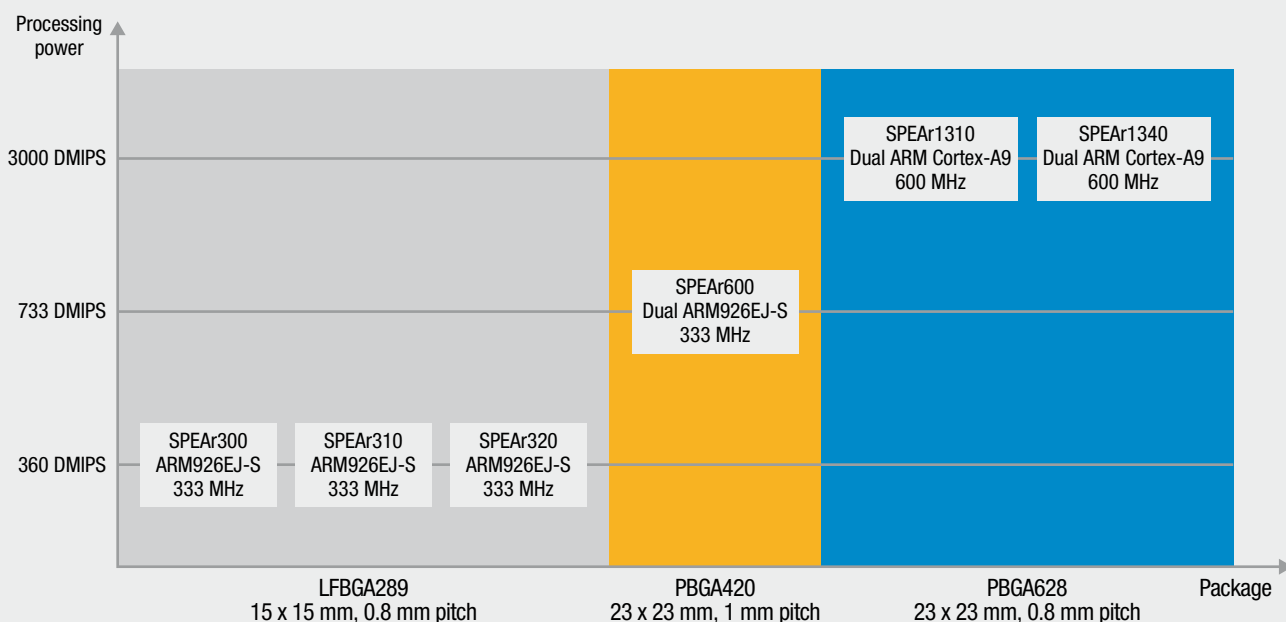 Processing
power
3000 DMIPS
SPEAr1310
Dual ARM Cortex-A9
600 MHz
SPEAr1340
Dual ARM Cortex-A9
600 MHz
733 DMIPS
SPEAr600
Dual ARM926EJ-S
333 MHz
360 DMIPS
SPEAr300
ARM926EJ-S
333 MHz
SPEAr310
ARM926EJ-S
333 MHz
SPEAr320
ARM926EJ-S
333 MHz
LFBGA289
15 x 15 mm, 0.8 mm pitch
PBGA420
23 x 23 mm, 1 mm pitch
PBGA628
23 x 23 mm, 0.8 mm pitch
Package